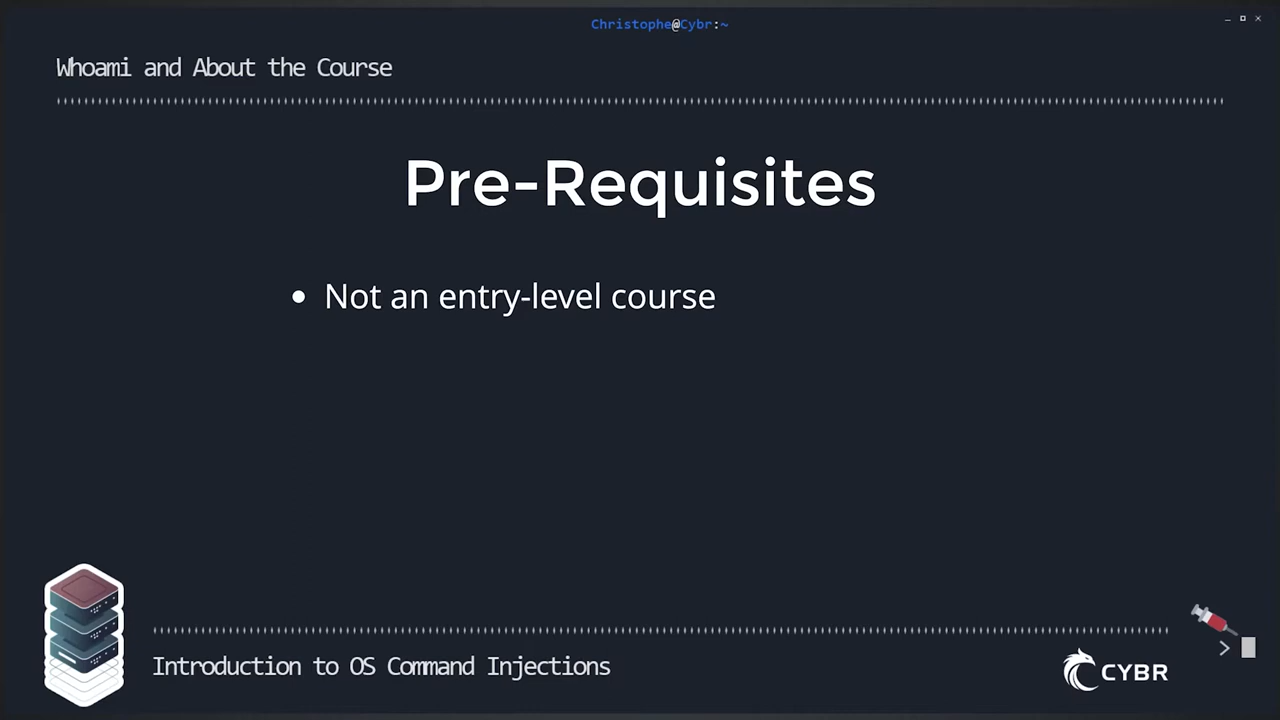 Christophe@Cybr:~
Whoami and About the Course
Pre-Requisites
• Not an entry-level course
Introduction to OS Command Injections
CYBR